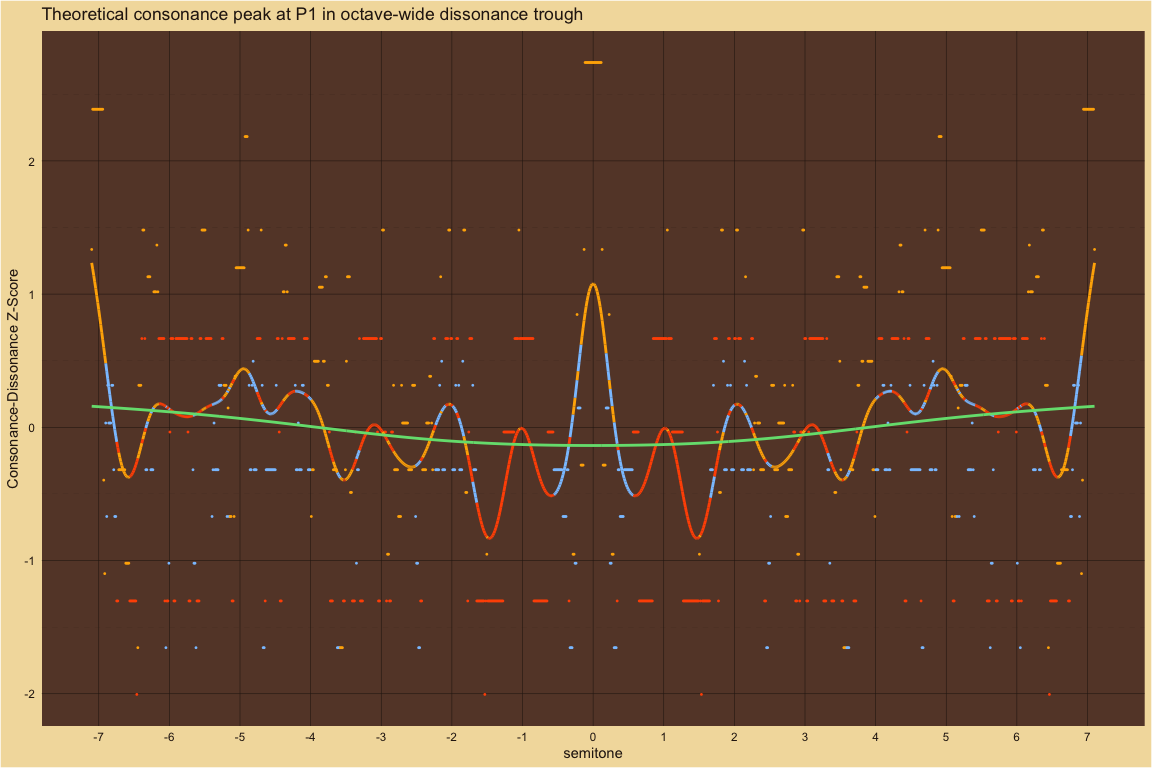 Theoretical consonance peak at P1 in octave-wide dissonance trough
Consonance-Dissonance Z-Score
2
1
0
-1
-2
-7 -6 -5 -4 -3 -2 -1 0 1 2 3 4 5 6 7
semitone